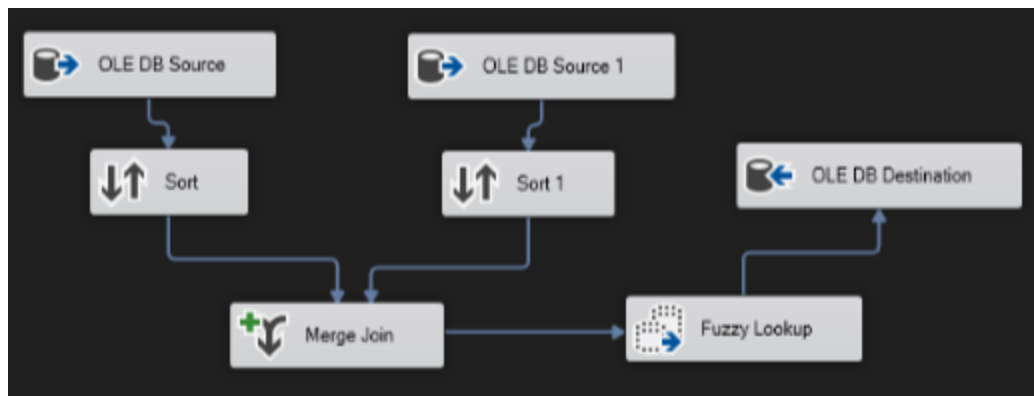 OLE DB Source
OLE DB Source 1
Sort
Sort 1
OLE DB Destination
Merge Join
Fuzzy Lookup